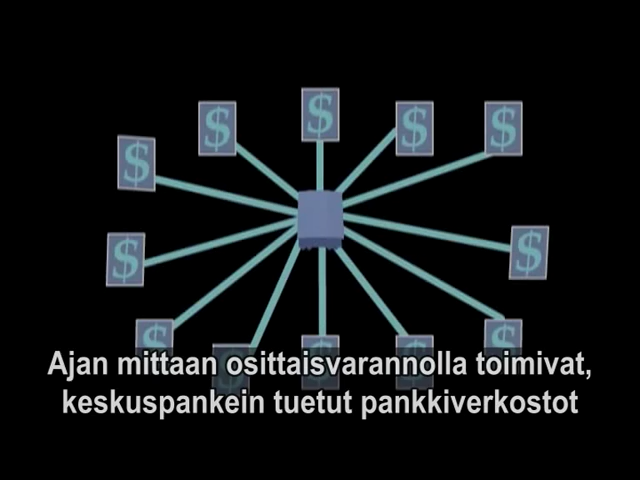 $ $ $ $
$
$ $
$ $ $ $ $
Ajan mittaan osittaisvarannolla toimivat,
keskuspankein tuetut pankkiverkostot